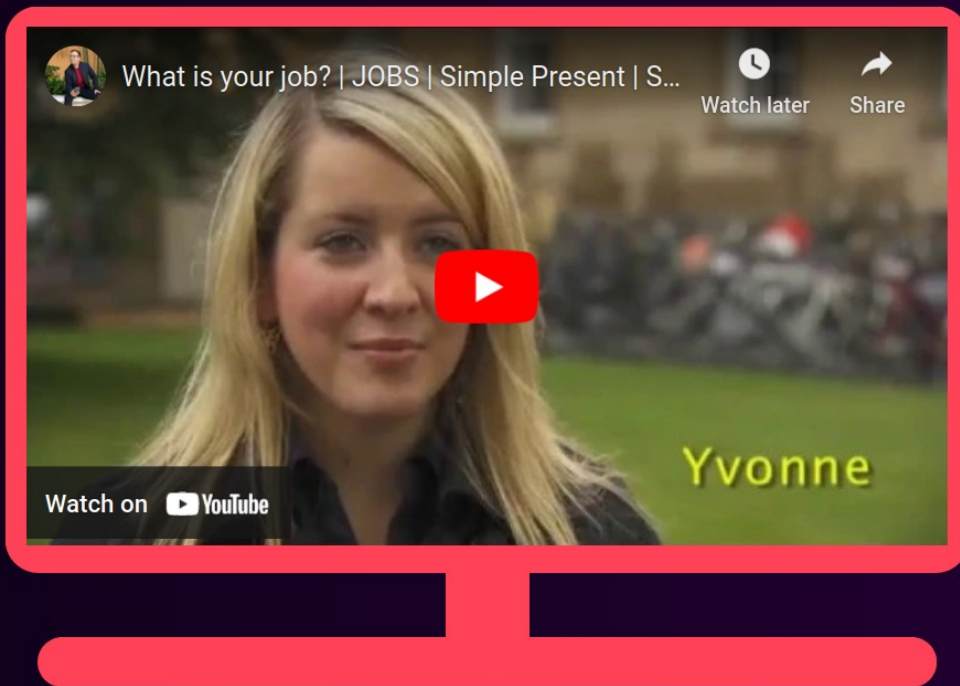 What is your job? | JOBS | Simple Present | S...
Watch later
Share
Yvonne
Watch on YouTube